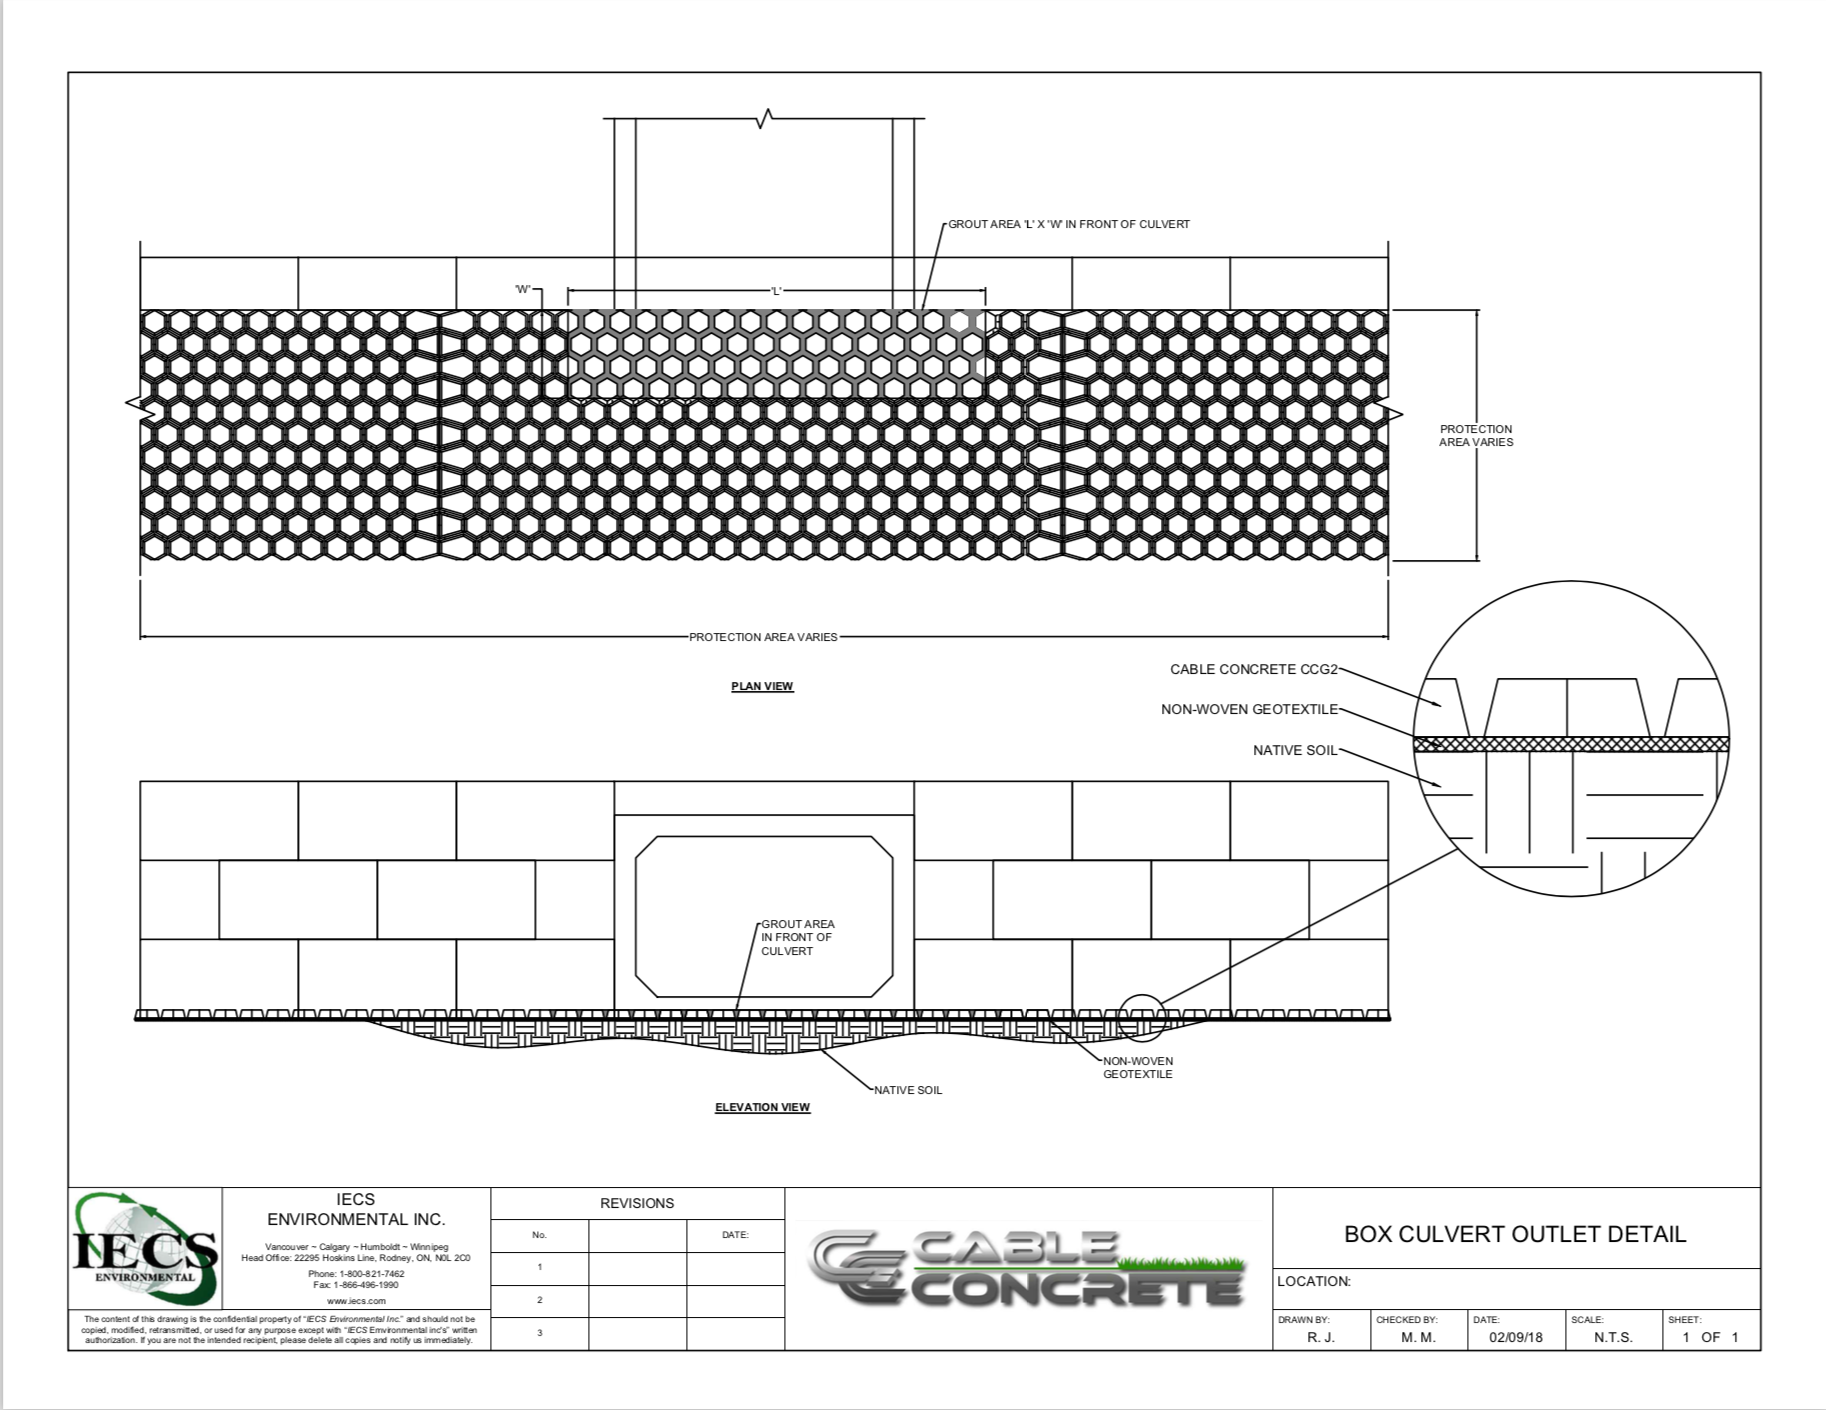 GROUT AREA 'L' X 'W' IN FRONT OF CULVERT
'W'
'L'
PROTECTION
AREA VARIES
PROTECTION AREA VARIES
PLAN VIEW
CABLE CONCRETE CCG2
NON-WOVEN GEOTEXTILE
NATIVE SOIL
GROUT AREA
IN FRONT OF
CULVERT
NON-WOVEN
GEOTEXTILE
NATIVE SOIL
ELEVATION VIEW
IECS
ENVIRONMENTAL
IECS
ENVIRONMENTAL INC.
Vancouver ~ Calgary ~ Humboldt ~ Winnipeg
Head Office: 22295 Hoskins Line, Rodney, ON, N0L 2C0
Phone: 1-800-821-7462
Fax: 1-866-496-1990
www.iecs.com
The content of this drawing is the confidential property of "IECS Environmental Inc." and should not be
copied, modified, retransmitted, or used for any purpose except with "IECS Emvironmental inc's" written
authorization. If you are not the intended recipient, please delete all copies and notify us immediately.
REVISIONS
No. DATE:
1
2
3
CABLE
CONCRETE
BOX CULVERT OUTLET DETAIL
LOCATION:
DRAWN BY: CHECKED BY: DATE: SCALE: SHEET:
R. J. M. M. 02/09/18 N.T.S. 1 OF 1